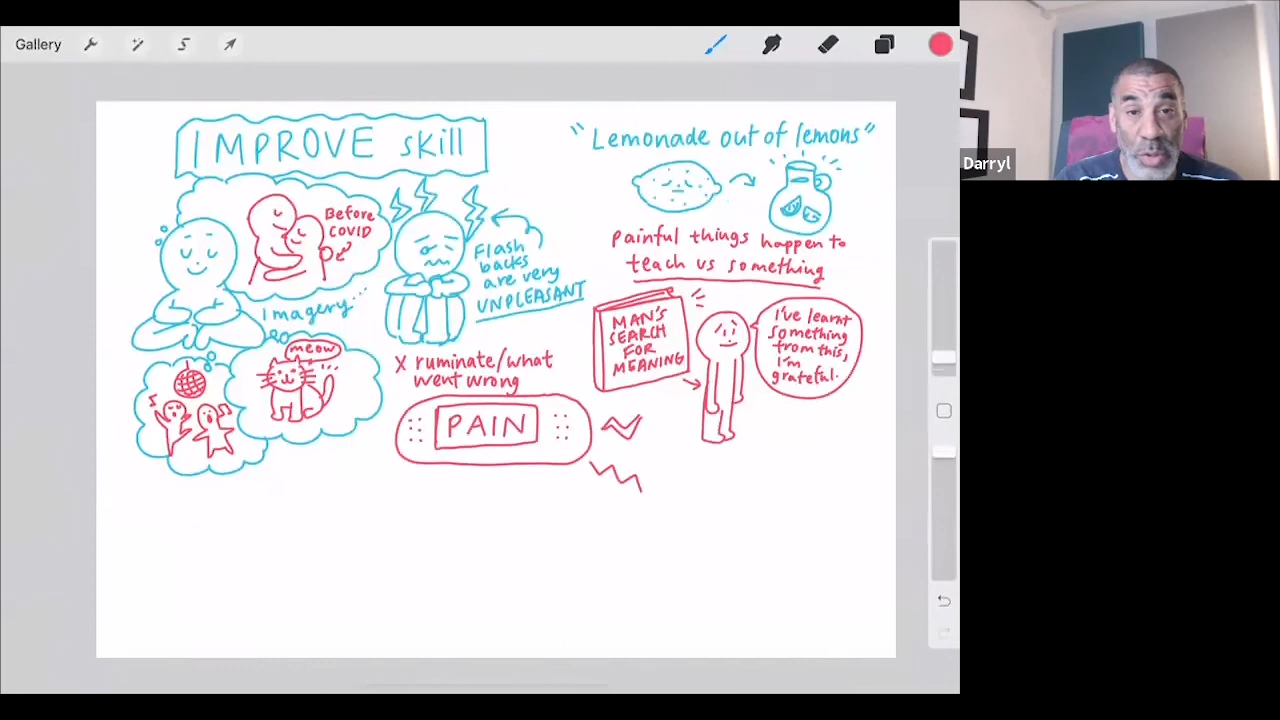 Gallery
Darryl
IMPROVE skill
Before
COVID
Imagery...
meow
Flash
backs
are very
UNPLEASANT
X ruminate/what
went wrong
PAIN
"Lemonade out of lemons"
Painful things happen to
teach us something
MAN'S
SEARCH
FOR
MEANING
I've learnt
something
from this,
I'm
grateful.